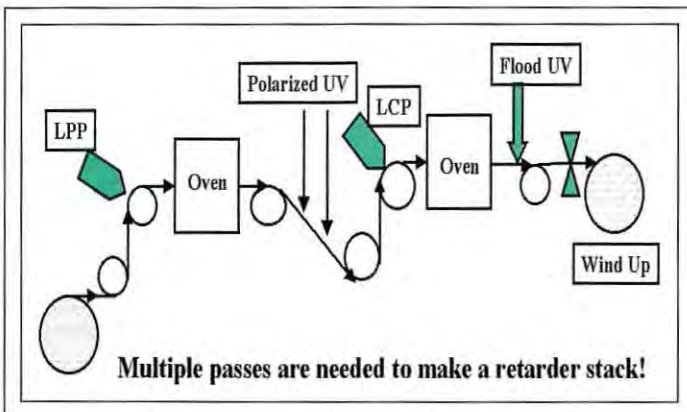 Polarized UV
Flood UV
LPP
LCP
Oven
Oven
Wind Up
Multiple passes are needed to make a retarder stack!